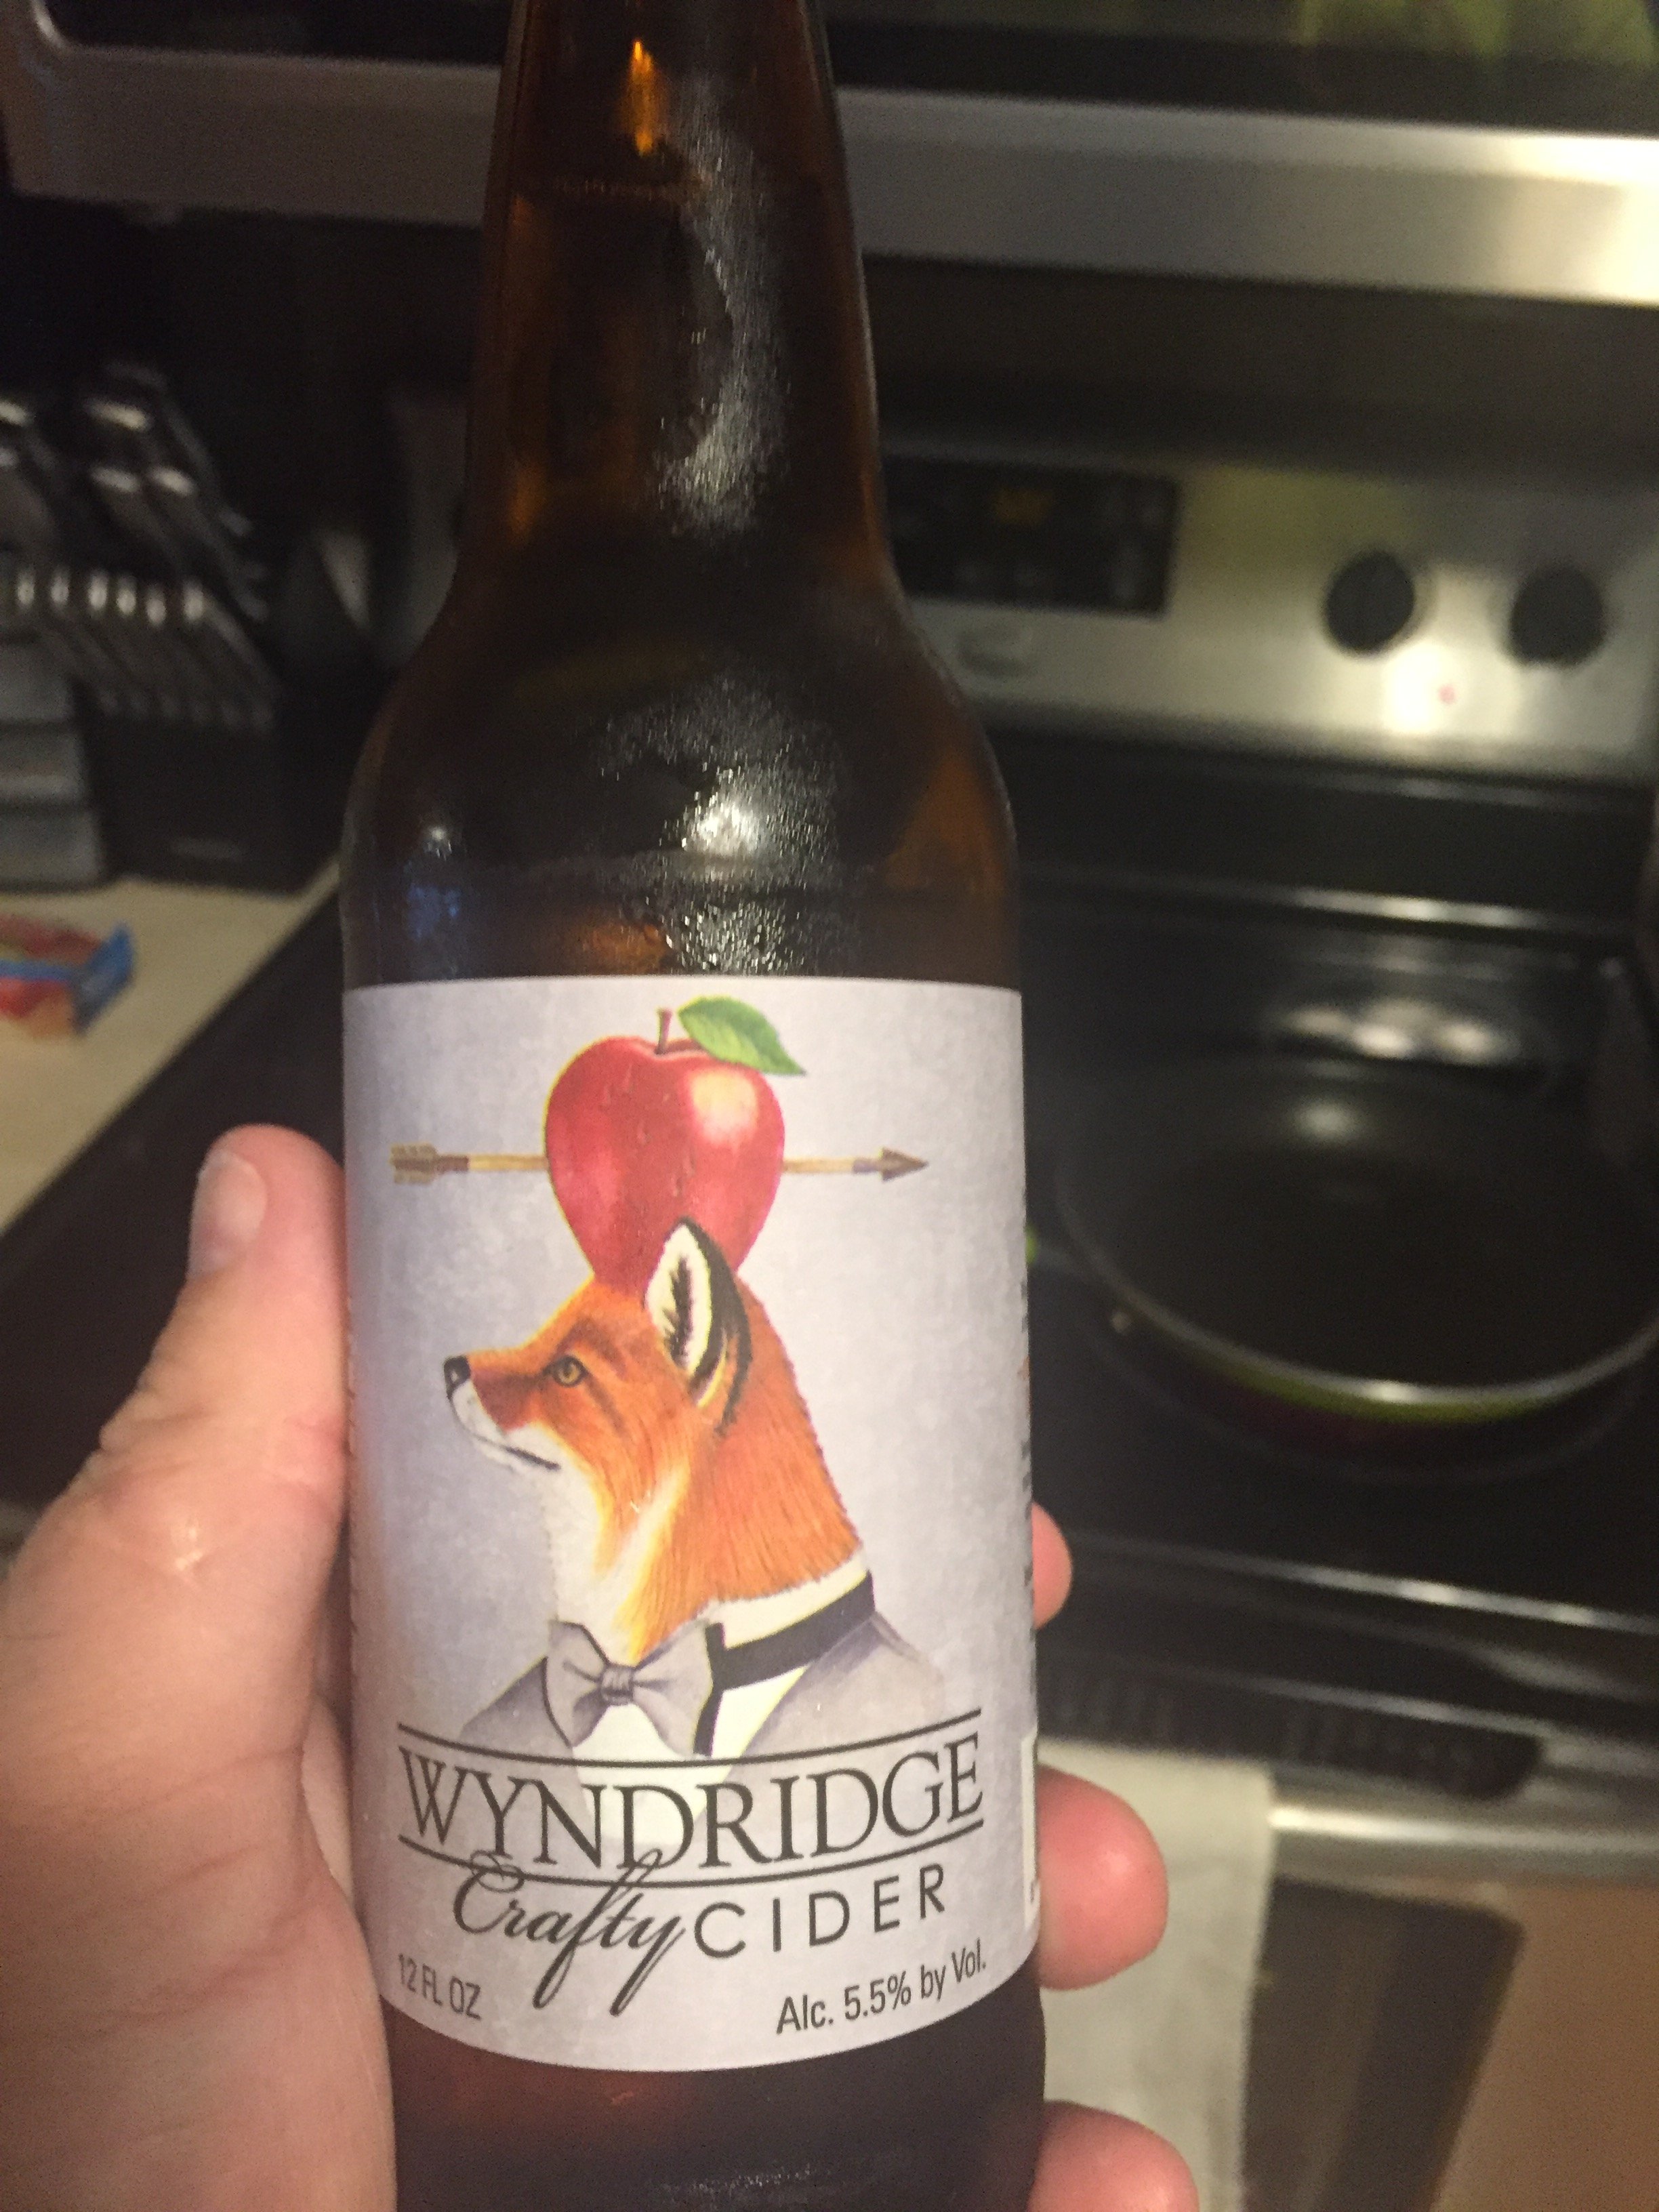 WYNDRIDGE
Crafty CIDER
12 FL OZ
Alc. 5.5% by Vol.